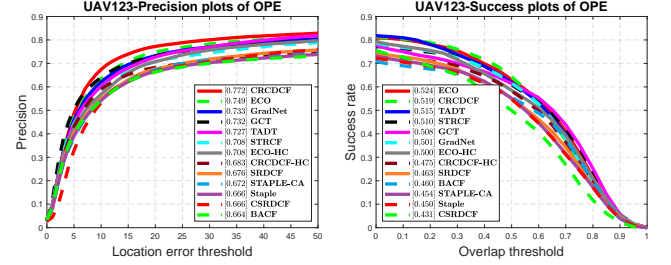 UAV123-Precision plots of OPE
0.9
0.8
0.7
0.6
0.5
0.4
0.3
0.2
0.1
0
Precision
0 5 10 15 20 25 30 35 40 45 50
Location error threshold
[0.772] CRCDCF
[0.749] ECO
[0.733] GradNet
[0.732] GCT
[0.727] TADT
[0.708] STRCF
[0.708] ECO-HC
[0.683] CRCDCF-HC
[0.676] SRDCF
[0.672] STAPLE-CA
[0.666] Staple
[0.666] CSRDCF
[0.664] BACF
UAV123-Success plots of OPE
0.9
0.8
0.7
0.6
0.5
0.4
0.3
0.2
0.1
0
Success rate
0 0.1 0.2 0.3 0.4 0.5 0.6 0.7 0.8 0.9 1
Overlap threshold
[0.524] ECO
[0.519] CRCDCF
[0.515] TADT
[0.510] STRCF
[0.508] GCT
[0.501] GradNet
[0.500] ECO-HC
[0.475] CRCDCF-HC
[0.463] SRDCF
[0.460] BACF
[0.454] STAPLE-CA
[0.450] Staple
[0.431] CSRDCF